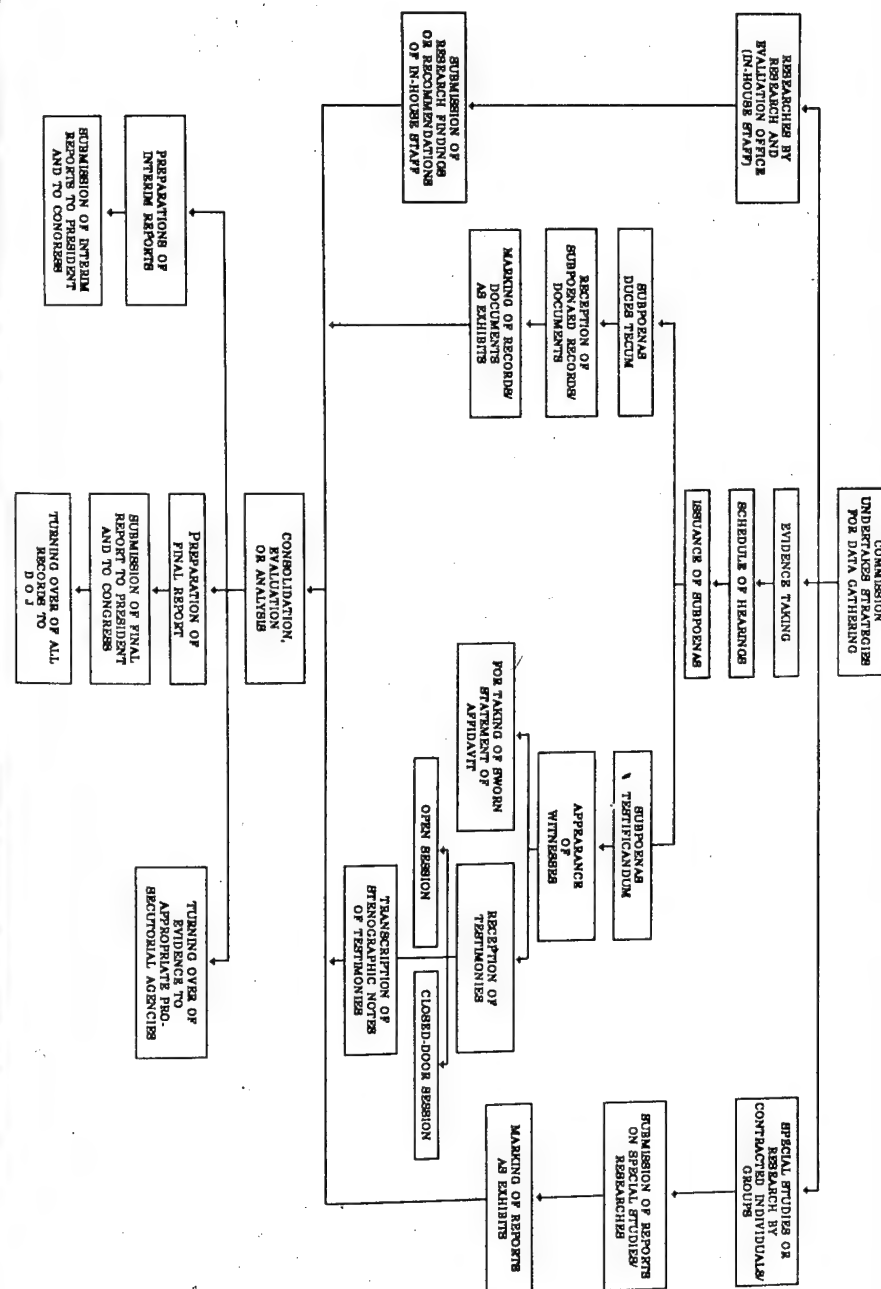 COMMISSION
UNDERTAKES STRATEGIES
FOR DATA GATHERING
RESEARCHES BY
RESEARCH AND
EVALUATION OFFICE
(IN-HOUSE STAFF)
SUBMISSION OF
RESEARCH FINDINGS
OR RECOMMENDATIONS
OF IN-HOUSE STAFF
EVIDENCE TAKING
SCHEDULE OF HEARINGS
ISSUANCE OF SUBPOENAS
SUBPOENAS
DUCES TECUM
RECEPTION OF
SUBPOENARD RECORDS/
DOCUMENTS
MARKING OF RECORDS/
DOCUMENTS
AS EXHIBITS
SUBPOENAS
TESTIFICANDUM
APPEARANCE
OF
WITNESSES
FOR TAKING OF SWORN
STATEMENT OF
AFFIDAVIT
RECEPTION OF
TESTIMONIES
OPEN SESSION
CLOSED-DOOR SESSION
TRANSCRIPTION OF
STENOGRAPHIC NOTES
OF TESTIMONIES
SPECIAL STUDIES OR
RESEARCH BY
CONTRACTED INDIVIDUALS/
GROUPS
SUBMISSION OF REPORTS
ON SPECIAL STUDIES/
RESEARCHES
MARKING OF REPORTS
AS EXHIBITS
CONSOLIDATION,
EVALUATION
OR ANALYSIS
PREPARATIONS OF
INTERIM REPORTS
SUBMISSION OF INTERIM
REPORTS TO PRESIDENT
AND TO CONGRESS
PREPARATION OF
FINAL REPORT
SUBMISSION OF FINAL
REPORT TO PRESIDENT
AND TO CONGRESS
TURNING OVER OF ALL
RECORDS TO
D O J
TURNING OVER OF
EVIDENCE TO
APPROPRIATE PRO-
SECUTORIAL AGENCIES